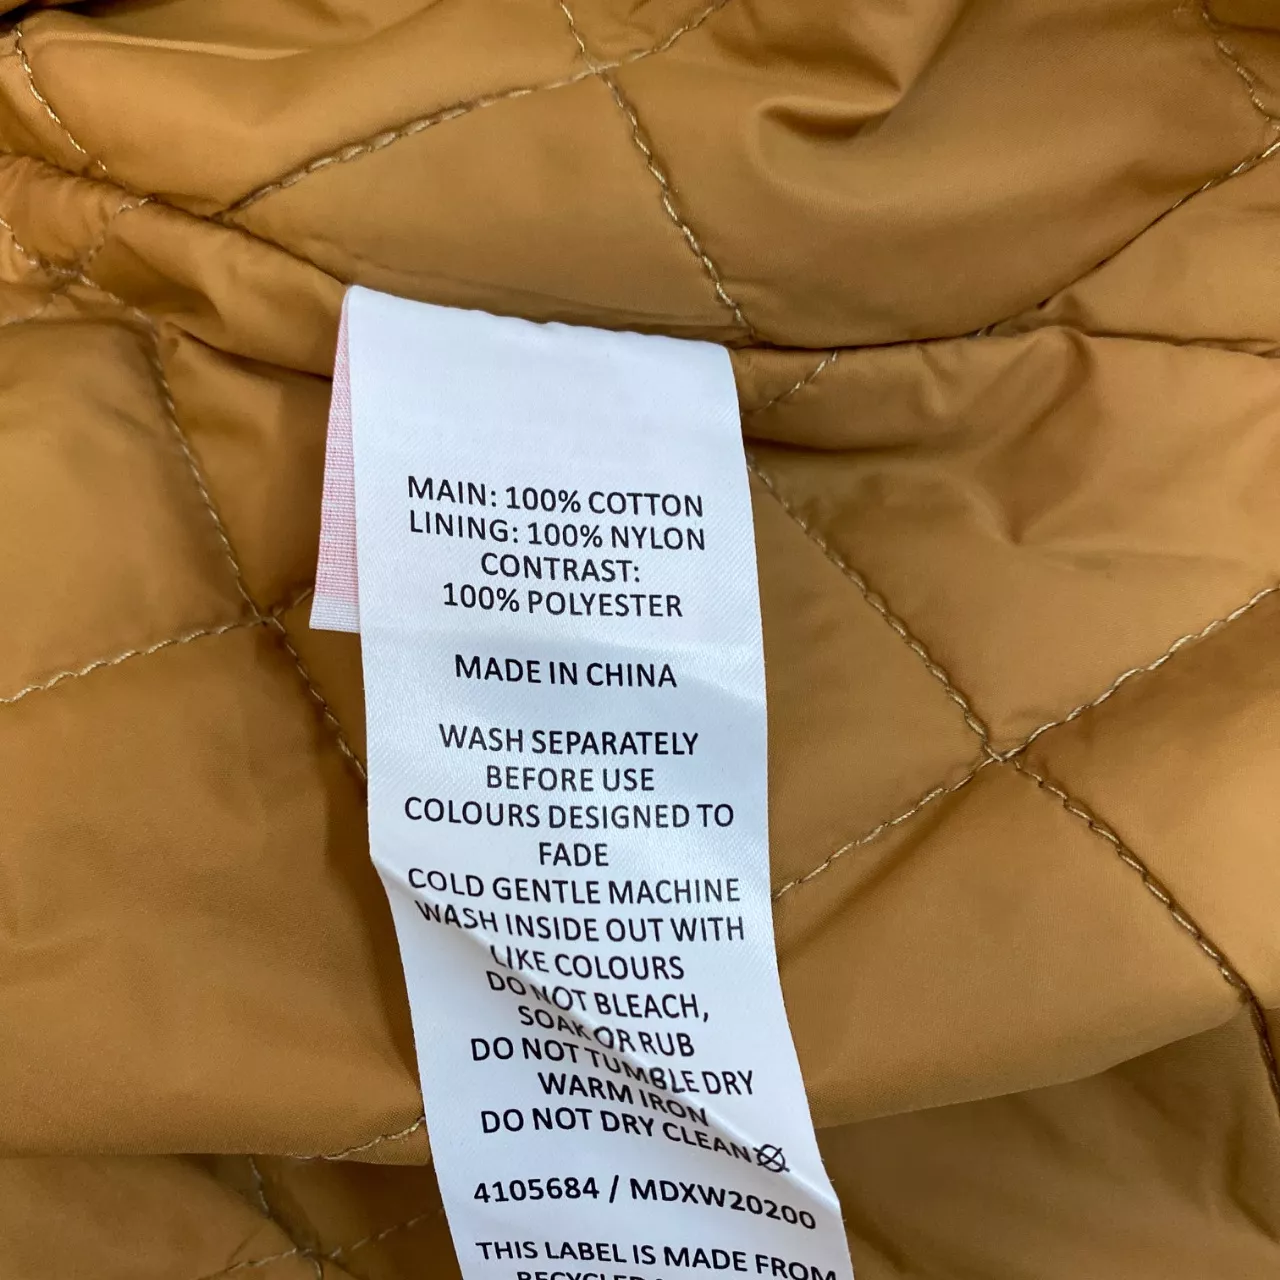 MAIN: 100% COTTON
LINING: 100% NYLON
CONTRAST:
100% POLYESTER
MADE IN CHINA
WASH SEPARATELY
BEFORE USE
COLOURS DESIGNED TO
FADE
COLD GENTLE MACHINE
WASH INSIDE OUT WITH
LIKE COLOURS
DO NOT BLEACH,
SOAK OR RUB
DO NOT TUMBLE DRY
WARM IRON
DO NOT DRY CLEAN
4105684 / MDXW20200
THIS LABEL IS MADE FROM